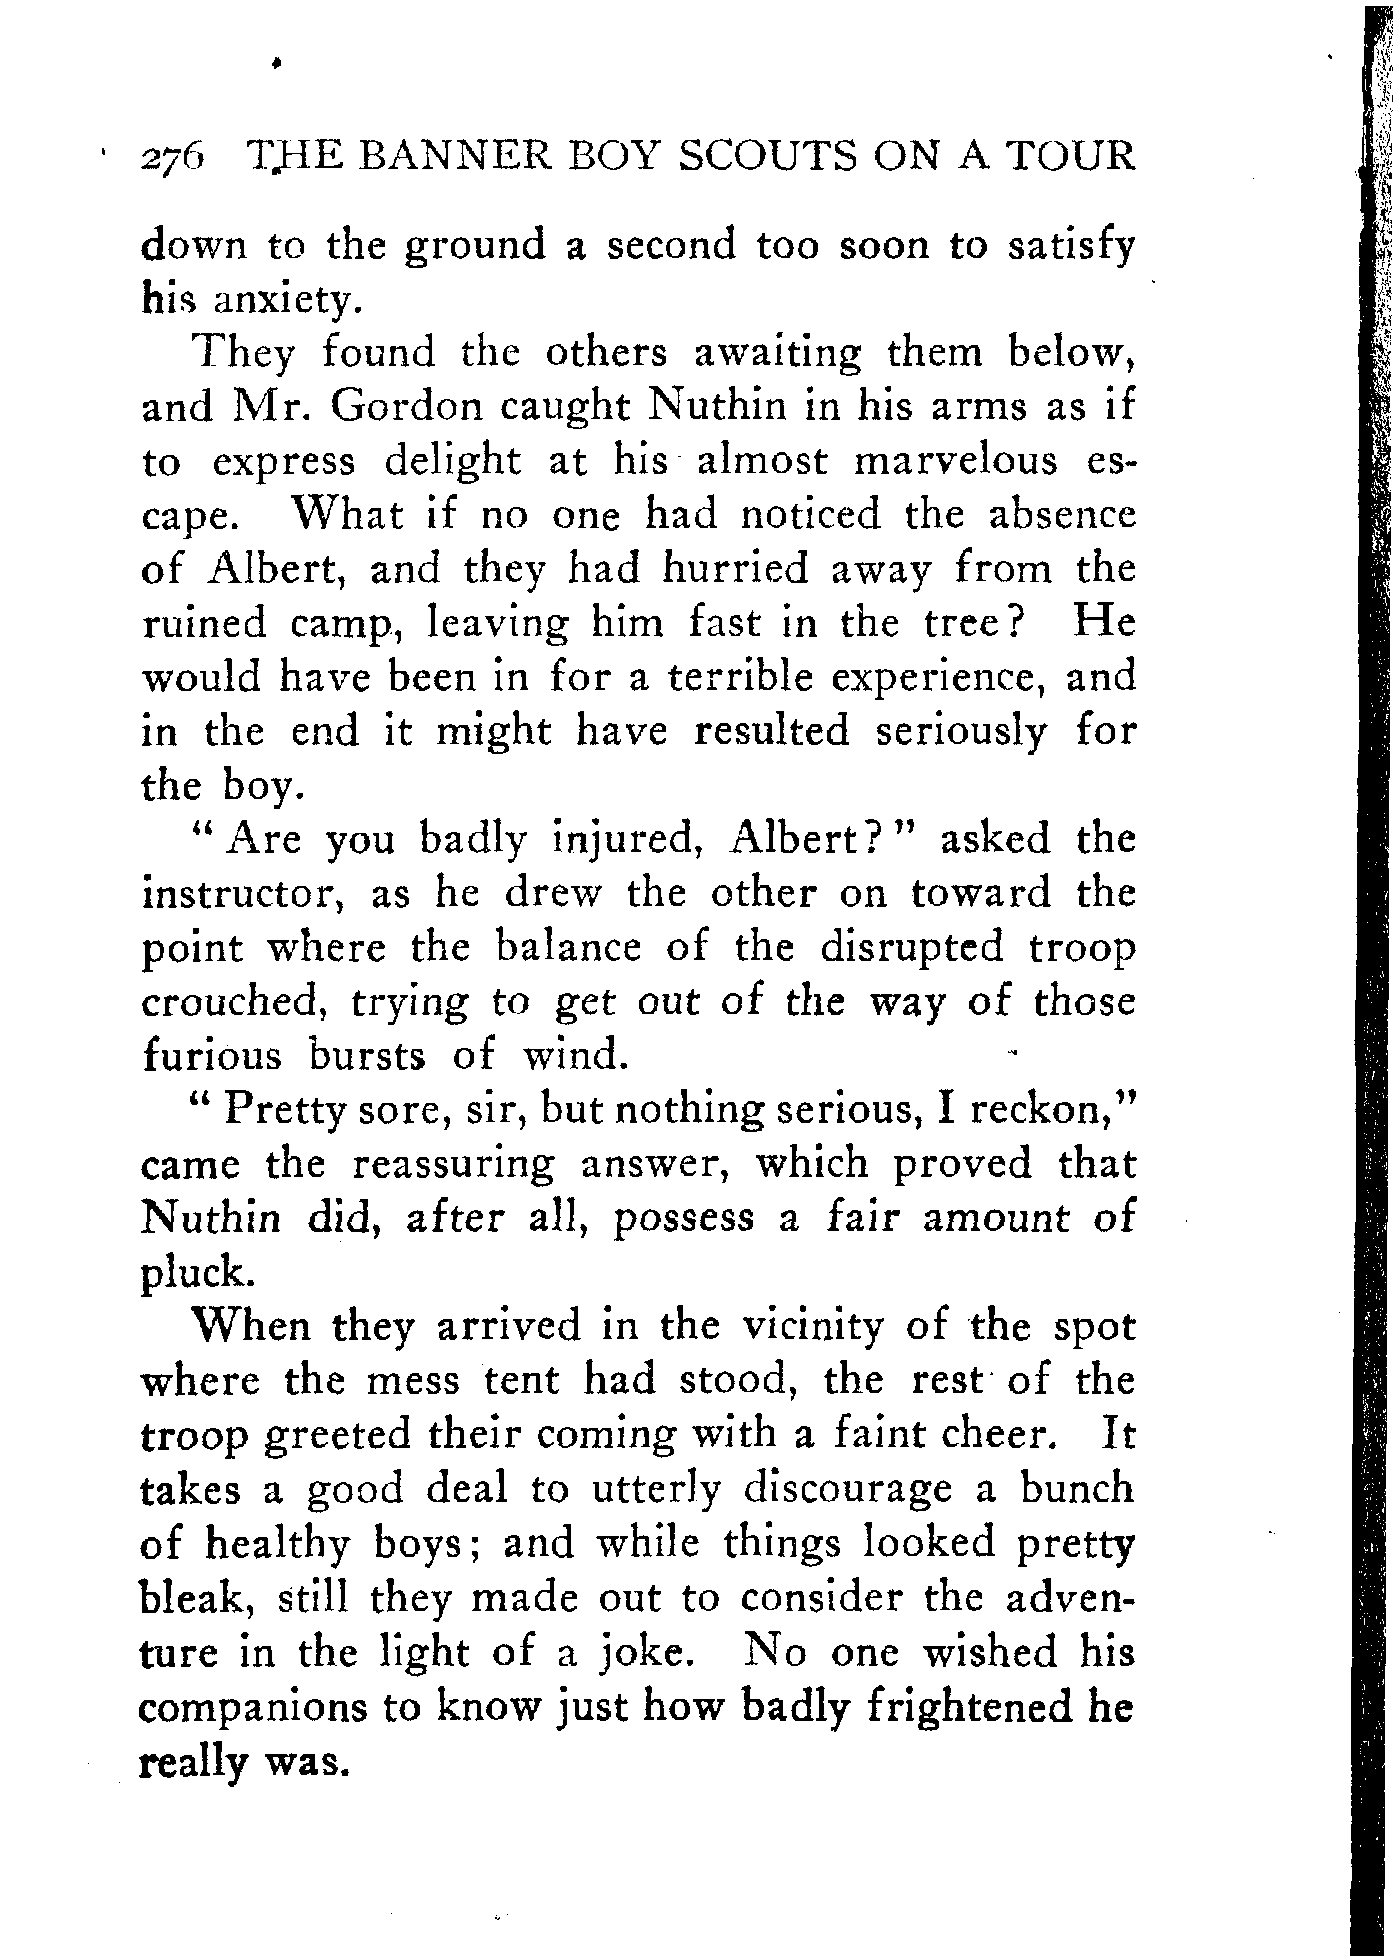 276 THE BANNER BOY SCOUTS ON A TOUR
down to the ground a second too soon to satisfy
his anxiety.
They found the others awaiting them below,
and Mr. Gordon caught Nuthin in his arms as if
to express delight at his almost marvelous es-
cape. What if no one had noticed the absence
of Albert, and they had hurried away from the
ruined camp, leaving him fast in the tree? He
would have been in for a terrible experience, and
in the end it might have resulted seriously for
the boy.
" Are you badly injured, Albert? " asked the
instructor, as he drew the other on toward the
point where the balance of the disrupted troop
crouched, trying to get out of the way of those
furious bursts of wind.
" Pretty sore, sir, but nothing serious, I reckon,"
came the reassuring answer, which proved that
Nuthin did, after all, possess a fair amount of
pluck.
When they arrived in the vicinity of the spot
where the mess tent had stood, the rest of the
troop greeted their coming with a faint cheer. It
takes a good deal to utterly discourage a bunch
of healthy boys; and while things looked pretty
bleak, still they made out to consider the adven-
ture in the light of a joke. No one wished his
companions to know just how badly frightened he
really was.